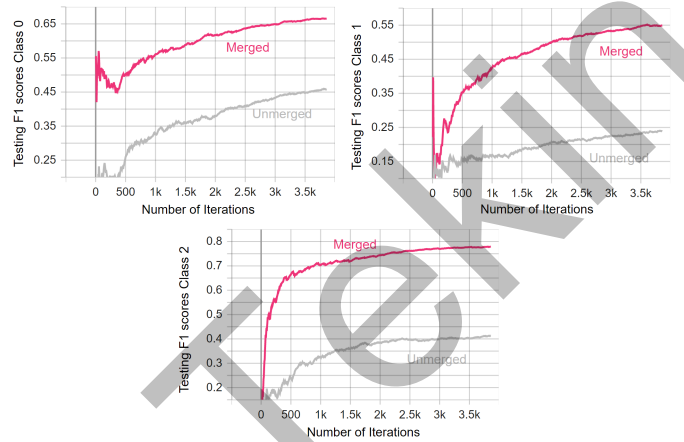 Testing F1 scores Class 0
0.65
0.55
0.45
0.35
0.25
Merged
Unmerged
0 500 1k 1.5k 2k 2.5k 3k 3.5k
Number of Iterations
Testing F1 scores Class 1
0.55
0.45
0.35
0.25
0.15
Merged
Unmerged
0 500 1k 1.5k 2k 2.5k 3k 3.5k
Number of Iterations
Testing F1 scores Class 2
0.8
0.7
0.6
0.5
0.4
0.3
0.2
Merged
Unmerged
0 500 1k 1.5k 2k 2.5k 3k 3.5k
Number of Iterations
Tekin